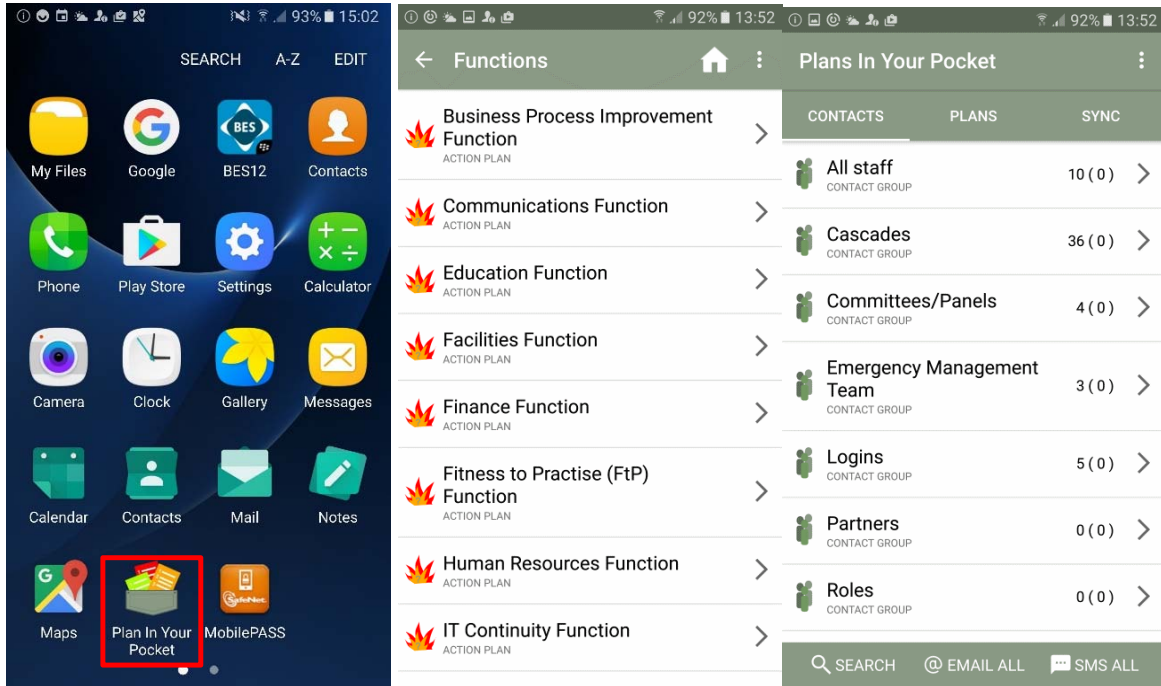 93% 15:02
SEARCH A-Z EDIT
G BES
My Files Google BES12 Contacts
Phone Play Store Settings Calculator
Camera Clock Gallery Messages
Calendar Contacts Mail Notes
G SafeNet.
Maps Plan In Your MobilePASS
Pocket
92% 13:52
Functions
Business Process Improvement
Function
ACTION PLAN
Communications Function
ACTION PLAN
Education Function
ACTION PLAN
Facilities Function
ACTION PLAN
Finance Function
ACTION PLAN
Fitness to Practise (FtP)
Function
ACTION PLAN
Human Resources Function
ACTION PLAN
IT Continuity Function
ACTION PLAN
92% 13:52
Plans In Your Pocket
CONTACTS PLANS SYNC
All staff 10 ( 0 )
CONTACT GROUP
Cascades 36 ( 0 )
CONTACT GROUP
Committees/Panels 4 ( 0 )
CONTACT GROUP
Emergency Management
Team 3 ( 0 )
CONTACT GROUP
Logins 5 ( 0 )
CONTACT GROUP
Partners 0 ( 0 )
CONTACT GROUP
Roles 0 ( 0 )
CONTACT GROUP
SEARCH @ EMAIL ALL SMS ALL